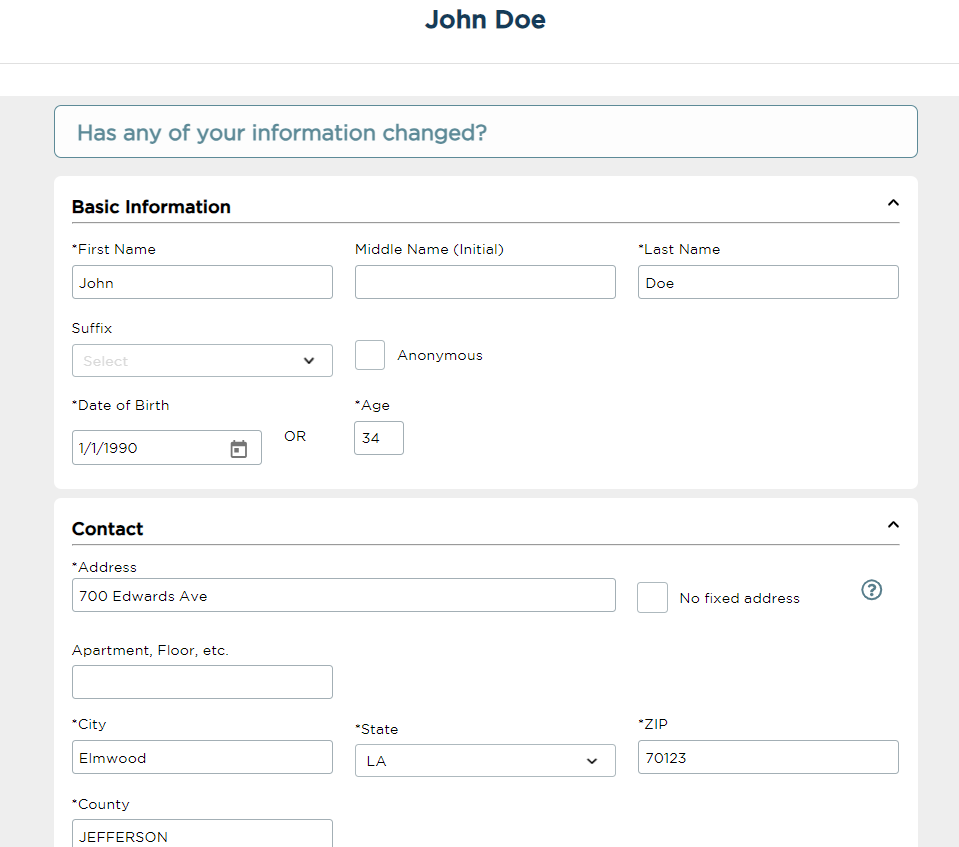 John Doe
Has any of your information changed?
Basic Information
*First Name Middle Name (Initial) *Last Name
John Doe
Suffix
Select Anonymous
*Date of Birth *Age
1/1/1990 OR 34
Contact
*Address
700 Edwards Ave No fixed address ?
Apartment, Floor, etc.
*City *State *ZIP
Elmwood LA 70123
*County
JEFFERSON